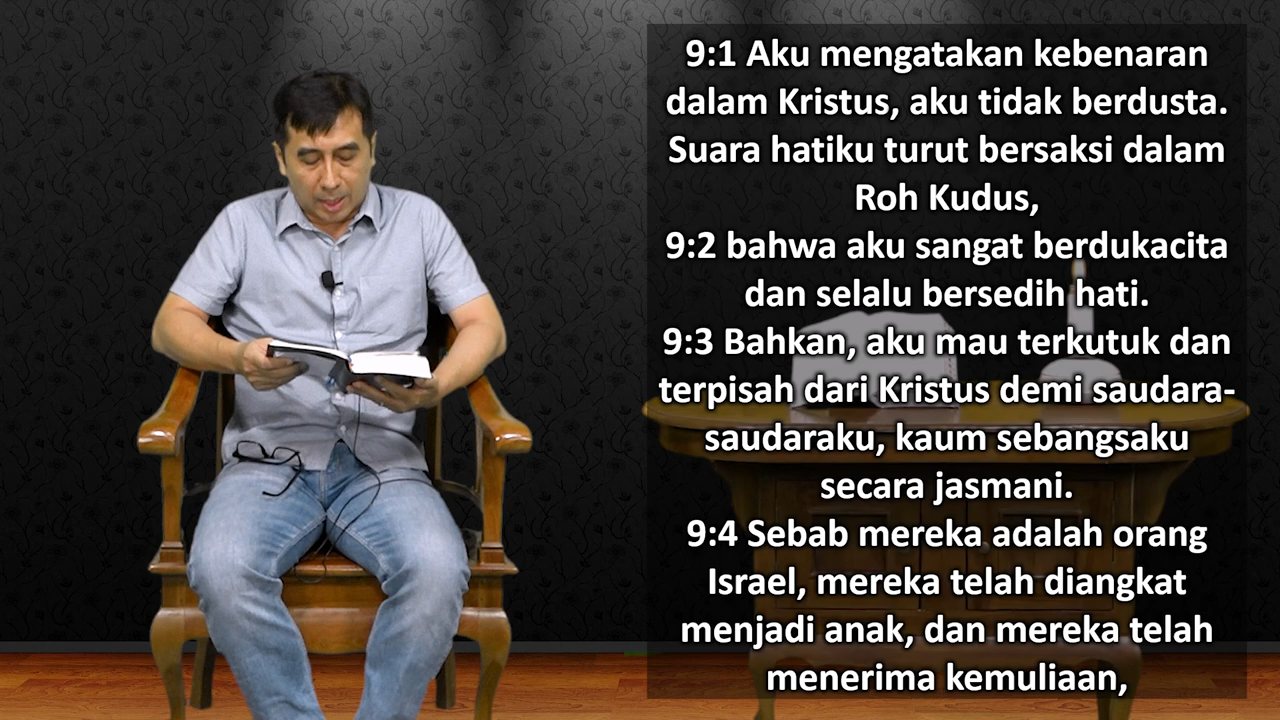 9:1 Aku mengatakan kebenaran
dalam Kristus, aku tidak berdusta.
Suara hatiku turut bersaksi dalam
Roh Kudus,
9:2 bahwa aku sangat berdukacita
dan selalu bersedih hati.
9:3 Bahkan, aku mau terkutuk dan
terpisah dari Kristus demi saudara-
saudaraku, kaum sebangsaku
secara jasmani.
9:4 Sebab mereka adalah orang
Israel, mereka telah diangkat
menjadi anak, dan mereka telah
menerima kemuliaan,